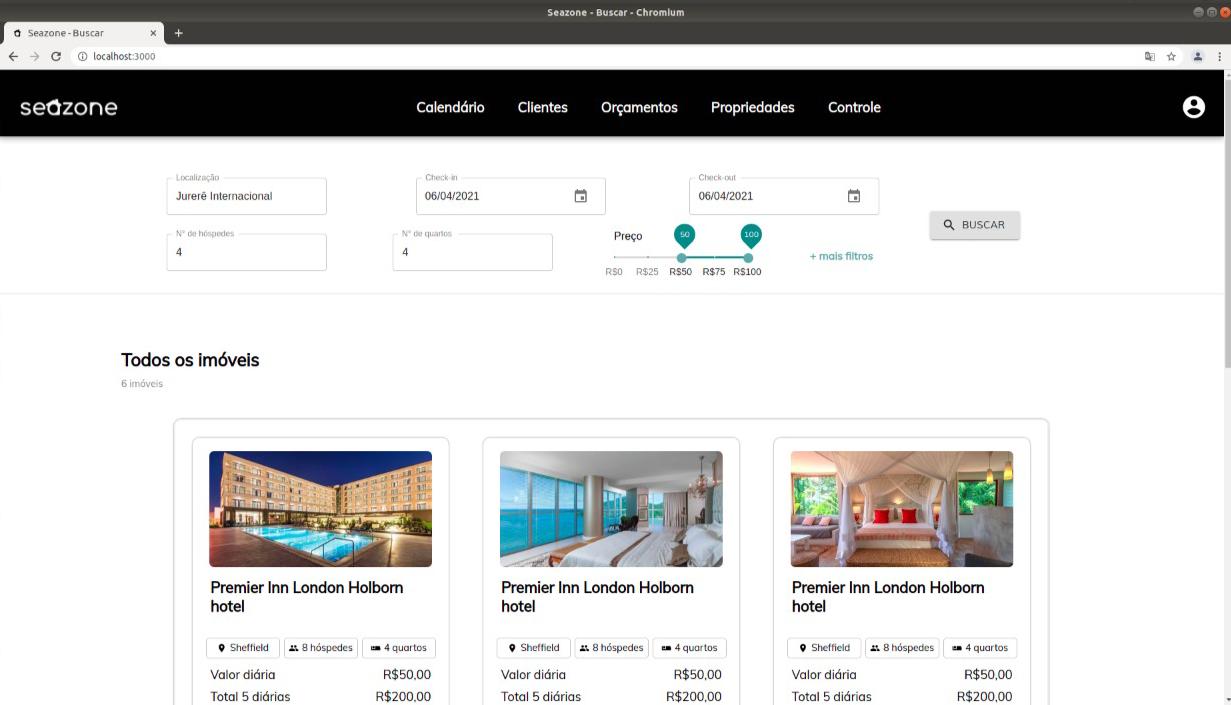 Seazone - Buscar - Chromium
Seazone - Buscar
localhost:3000
seazone
Calendário Clientes Orçamentos Propriedades Controle
Localização
Jurerê Internacional
Check-in
06/04/2021
Check-out
06/04/2021
BUSCAR
N° de hóspedes
4
N° de quartos
4
Preço
50 100
R$0 R$25 R$50 R$75 R$100
+ mais filtros
Todos os imóveis
6 imóveis
Premier Inn London Holborn
hotel
Sheffield 8 hóspedes 4 quartos
Valor diária R$50,00
Total 5 diárias R$200,00
Premier Inn London Holborn
hotel
Sheffield 8 hóspedes 4 quartos
Valor diária R$50,00
Total 5 diárias R$200,00
Premier Inn London Holborn
hotel
Sheffield 8 hóspedes 4 quartos
Valor diária R$50,00
Total 5 diárias R$200,00